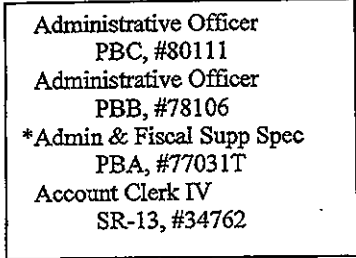 Administrative Officer
PBC, #80111
Administrative Officer
PBB, #78106
*Admin & Fiscal Supp Spec
PBA, #77031T
Account Clerk IV
SR-13, #34762